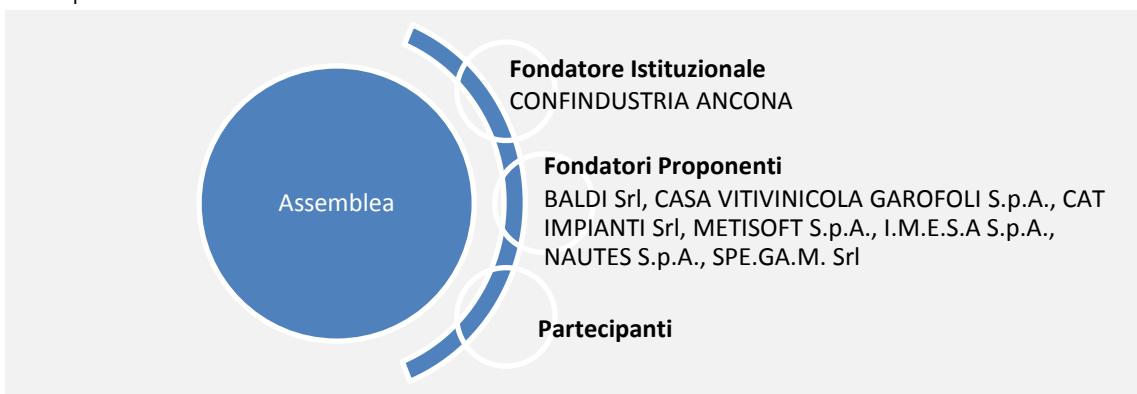 Fondatore Istituzionale
CONFINDUSTRIA ANCONA
Assemblea
Fondatori Proponenti
BALDI Srl, CASA VITIVINICOLA GAROFOLI S.p.A., CAT
IMPIANTI Srl, METISOFT S.p.A., I.M.E.S.A S.p.A.,
NAUTES S.p.A., SPE.GA.M. Srl
Partecipanti